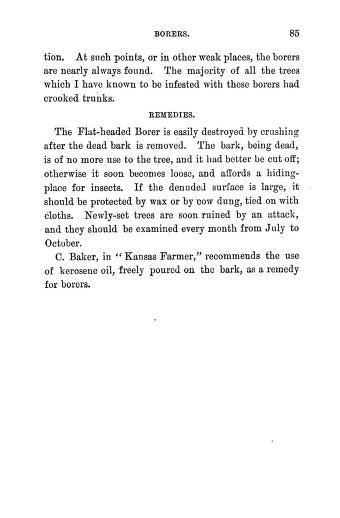 BORERS. 85
tion. At such points, or in other weak places, the borers
are nearly always found. The majority of all the trees
which I have known to be infested with these borers had
crooked trunks.
REMEDIES.
The Flat-headed Borer is easily destroyed by crushing
after the dead bark is removed. The bark, being dead,
is of no more use to the tree, and it had better be cut off;
otherwise it soon becomes loose, and affords a hiding-
place for insects. If the denuded surface is large, it
should be protected by wax or by cow dung, tied on with
cloths. Newly-set trees are soon ruined by an attack,
and they should be examined every month from July to
October.
C. Baker, in "Kansas Farmer," recommends the use
of kerosene oil, freely poured on the bark, as a remedy
for borers.